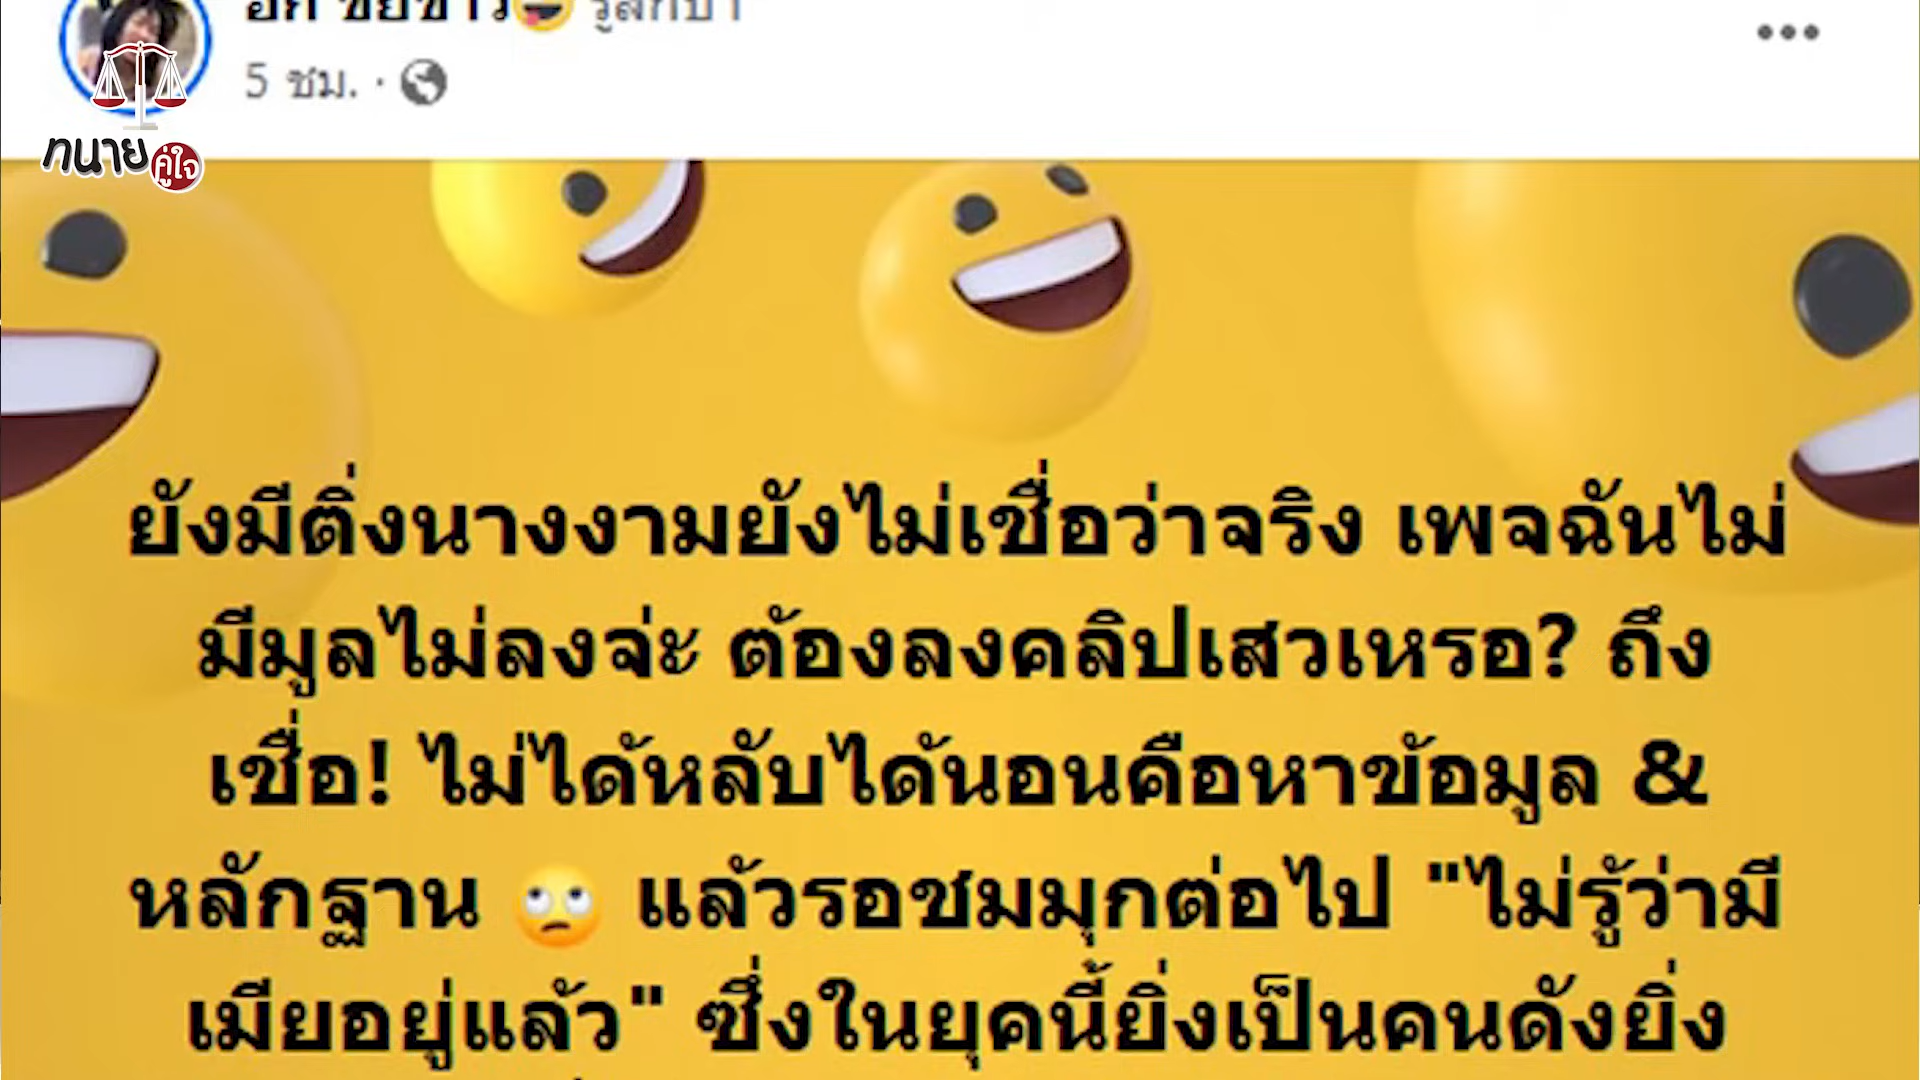 5 ชม.
ทนาย
คู่ใจ
ยังมีติ่งนางงามยังไม่เชื่อว่าจริง เพจฉันไม่
มีมูลไม่ลงจ่ะ ต้องลงคลิปเสวเหรอ? ถึง
เชื่อ! ไม่ได้หลับได้นอนคือหาข้อมูล &
หลักฐาน 🙄 แล้วรอชมมุกต่อไป "ไม่รู้ว่ามี
เมียอยู่แล้ว" ซึ่งในยุคนี้ยิ่งเป็นคนดังยิ่ง